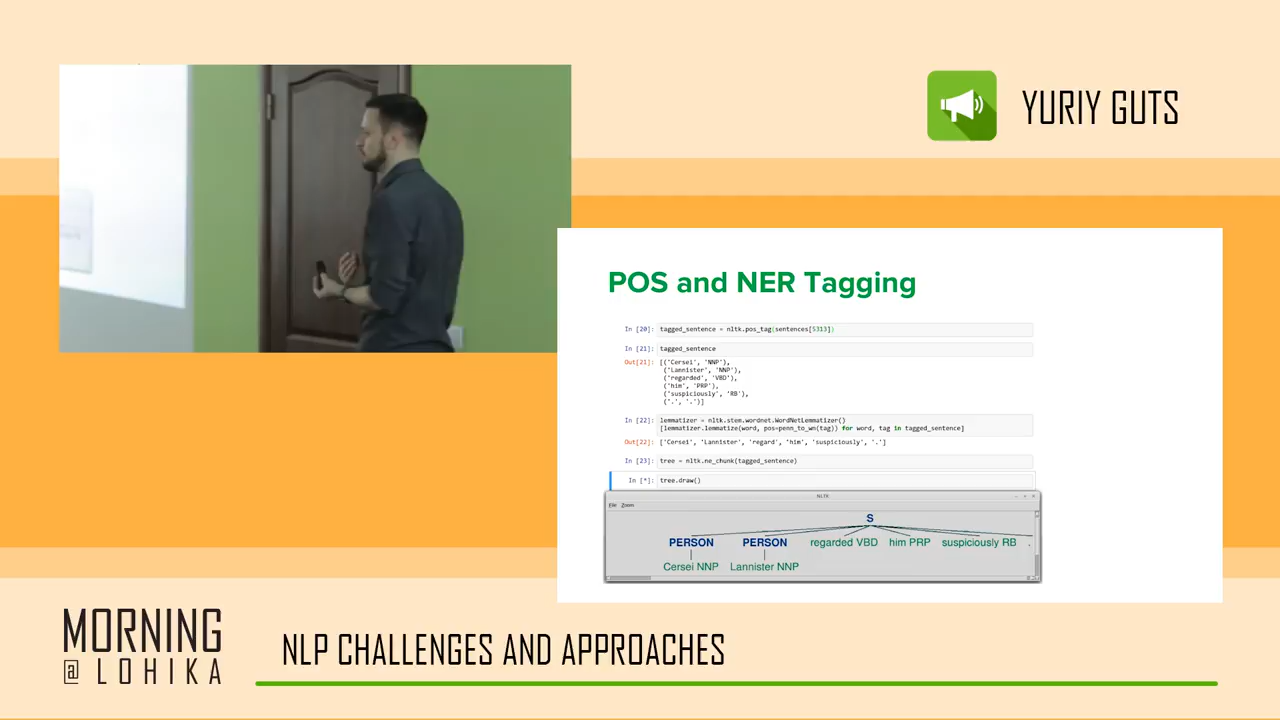 YURIY GUTS
POS and NER Tagging
In [20]: tagged_sentence = nltk.pos_tag(sentences[5313])
In [21]: tagged_sentence
Out[21]: [('Cersei', 'NNP'),
('Lannister', 'NNP'),
('regarded', 'VBD'),
('him', 'PRP'),
('suspiciously', 'RB'),
('.', '.')]
In [22]: lemmatizer = nltk.stem.wordnet.WordNetLemmatizer()
[lemmatizer.lemmatize(word, pos=penn_to_wn(tag)) for word, tag in tagged_sentence]
Out[22]: ['Cersei', 'Lannister', 'regard', 'him', 'suspiciously', '.']
In [23]: tree = nltk.ne_chunk(tagged_sentence)
In [*]: tree.draw()
NLTK
File Zoom
S
PERSON PERSON regarded VBD him PRP suspiciously RB .
Cersei NNP Lannister NNP
MORNING
@ LOHIKA
NLP CHALLENGES AND APPROACHES